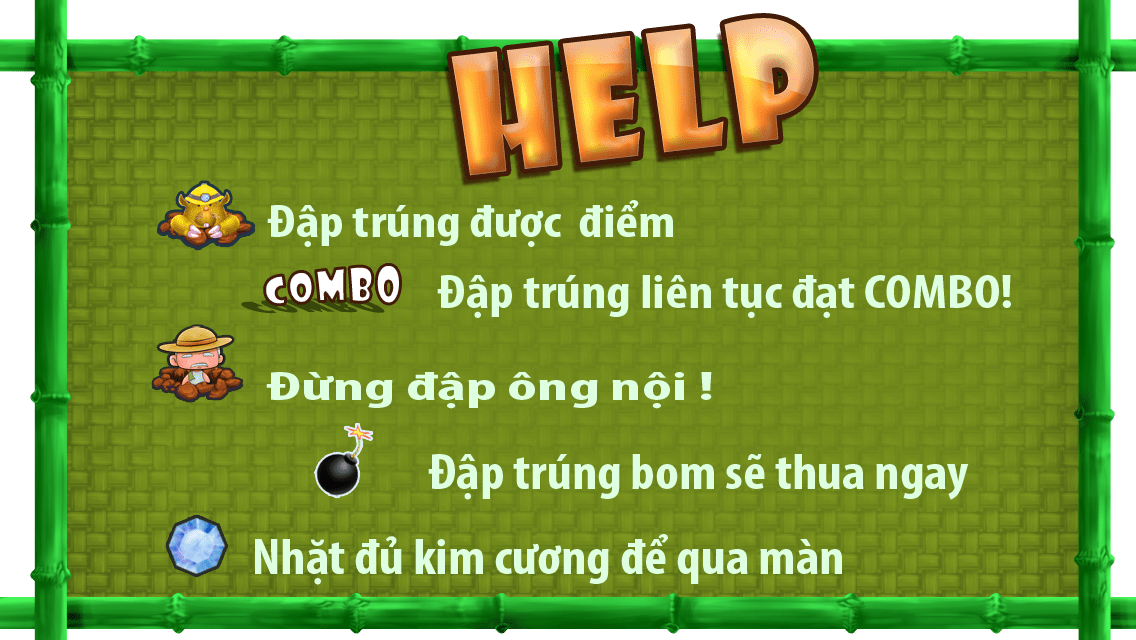 HELP
Đập trúng được điểm
COMBO Đập trúng liên tục đạt COMBO!
Đừng đập ông nội !
Đập trúng bom sẽ thua ngay
Nhặt đủ kim cương để qua màn